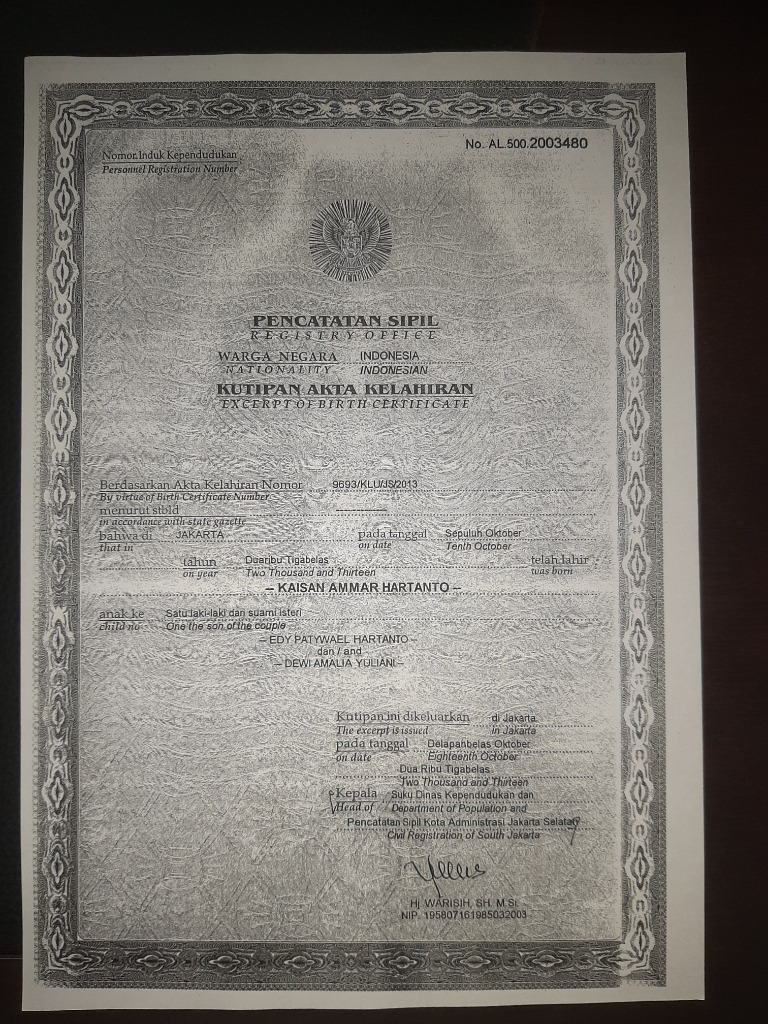 No. AL.500.2003480
Nomor Induk Kependudukan
Personnel Registration Number
PENCATATAN SIPIL
REGISTRY OFFICE
WARGA NEGARA INDONESIA
NATIONALITY INDONESIAN
KUTIPAN AKTA KELAHIRAN
EXCERPT OF BIRTH CERTIFICATE
Berdasarkan Akta Kelahiran Nomor 9693/KLU/JS/2013
By virtue of Birth Certificate Number
menurut stbld ------------
in accordance with state gazette
bahwa di JAKARTA pada tanggal Sepuluh Oktober
that in on date Tenth October
tahun Duaribu Tigabelas telah lahir
on year Two Thousand and Thirteen was born
-- KAISAN AMMAR HARTANTO --
anak ke Satu laki-laki dari suami isteri
child no One the son of the couple
-- EDY PATYWAEL HARTANTO --
dan / and
-- DEWI AMALIA YULIANI --
Kutipan ini dikeluarkan di Jakarta
The excerpt is issued in Jakarta
pada tanggal Delapanbelas Oktober
on date Eighteenth October
Dua Ribu Tigabelas
Two Thousand and Thirteen
Kepala Suku Dinas Kependudukan dan
Head of Department of Population and
Pencatatan Sipil Kota Administrasi Jakarta Selatan
Civil Registration of South Jakarta
Hj. WARISIH, SH. M.Si.
NIP. 195807161985032003